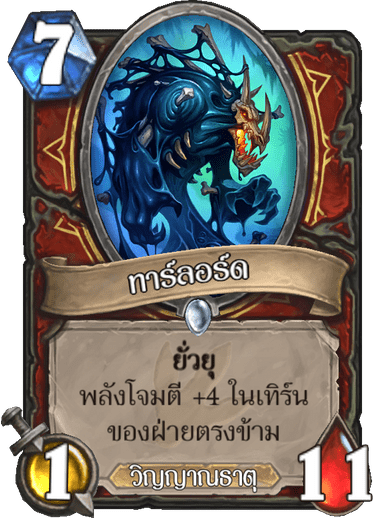 7
ทาร์ลอร์ด
ยั่วยุ
พลังโจมตี +4 ในเทิร์น
ของฝ่ายตรงข้าม
วิญญาณธาตุ
1
11